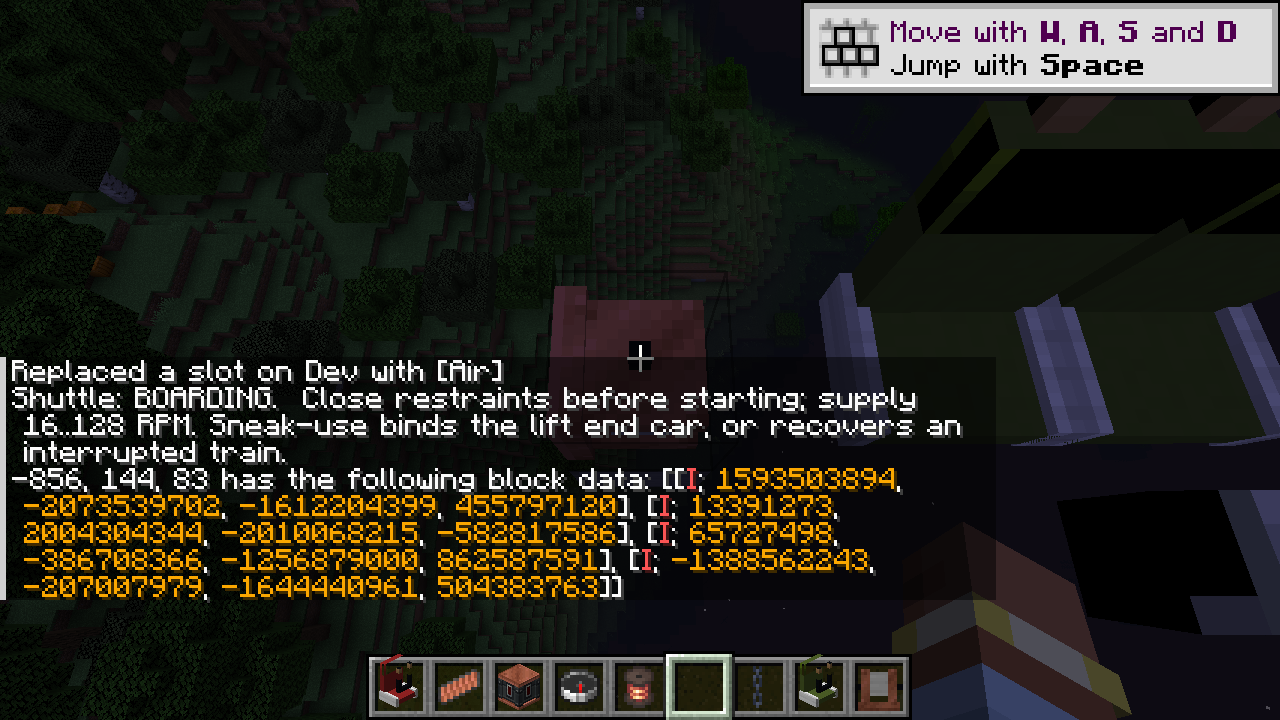 Move with W, A, S and D
Jump with Space
Replaced a slot on Dev with [Air]
Shuttle: BOARDING. Close restraints before starting; supply
16..128 RPM. Sneak-use binds the lift end car, or recovers an
interrupted train.
-856, 144, 83 has the following block data: [[I; 1593503894,
-2073539702, -1612204399, 455797120], [I; 13391273,
2004304344, -2010068215, -582817586], [I; 65727498,
-386708366, -1256879000, 862587591], [I; -1388562243,
-207007979, -1644440961, 504383763]]